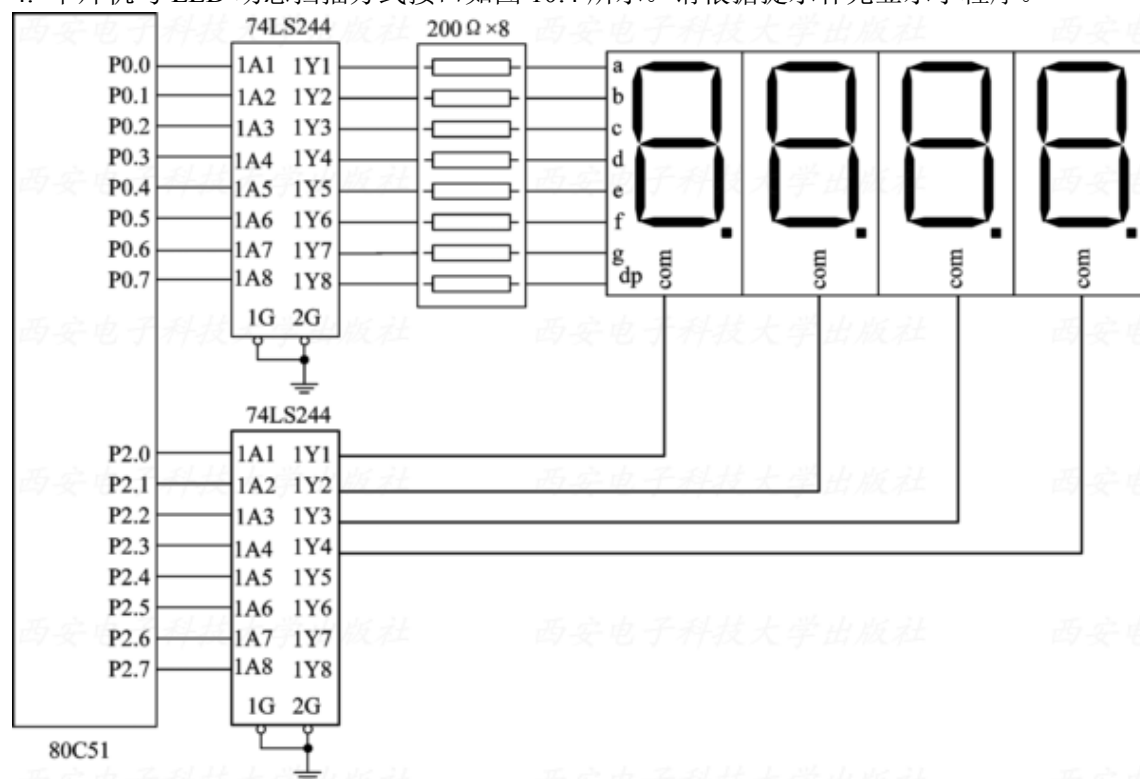 74LS244
200Ω×8
P0.0 1A1 1Y1 a
P0.1 1A2 1Y2 b
P0.2 1A3 1Y3 c
P0.3 1A4 1Y4 d
P0.4 1A5 1Y5 e
P0.5 1A6 1Y6 f
P0.6 1A7 1Y7 g
P0.7 1A8 1Y8 dp
com com com com
1G 2G
74LS244
P2.0 1A1 1Y1
P2.1 1A2 1Y2
P2.2 1A3 1Y3
P2.3 1A4 1Y4
P2.4 1A5 1Y5
P2.5 1A6 1Y6
P2.6 1A7 1Y7
P2.7 1A8 1Y8
1G 2G
80C51
西安电子科技大学出版社